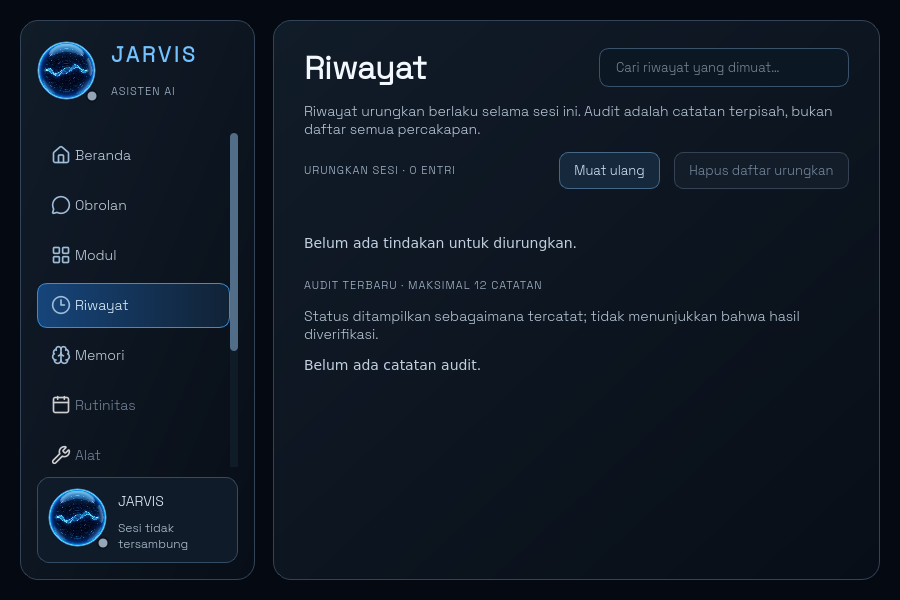 JARVIS
ASISTEN AI
Beranda
Obrolan
Modul
Riwayat
Memori
Rutinitas
Alat
JARVIS
Sesi tidak
tersambung
Riwayat
Cari riwayat yang dimuat...
Riwayat urungkan berlaku selama sesi ini. Audit adalah catatan terpisah, bukan
daftar semua percakapan.
URUNGKAN SESI · 0 ENTRI
Muat ulang
Hapus daftar urungkan
Belum ada tindakan untuk diurungkan.
AUDIT TERBARU · MAKSIMAL 12 CATATAN
Status ditampilkan sebagaimana tercatat; tidak menunjukkan bahwa hasil
diverifikasi.
Belum ada catatan audit.